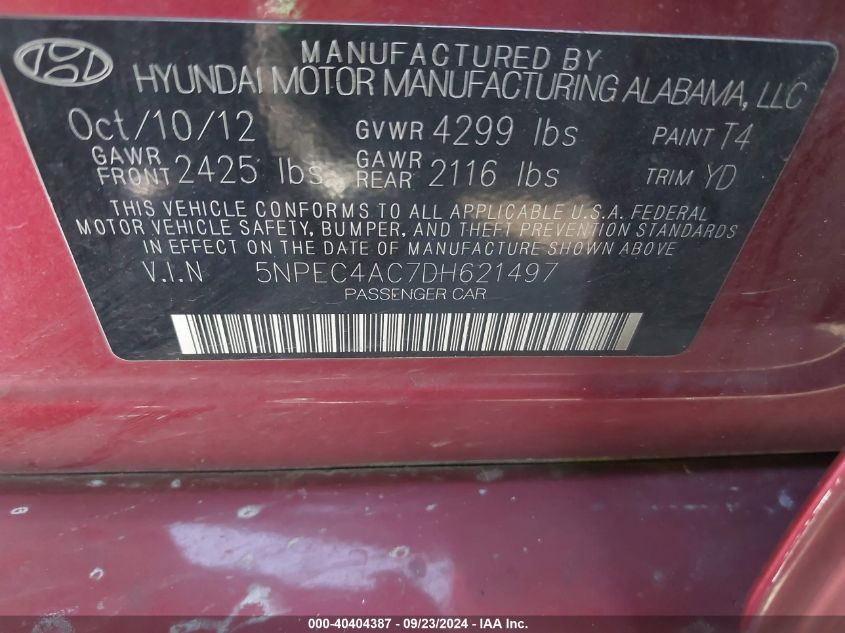 MANUFACTURED BY
HYUNDAI MOTOR MANUFACTURING ALABAMA, LLC
Oct/10/12 GVWR 4299 lbs PAINT T4
GAWR FRONT 2425 lbs GAWR REAR 2116 lbs TRIM YD
THIS VEHICLE CONFORMS TO ALL APPLICABLE U.S.A. FEDERAL
MOTOR VEHICLE SAFETY, BUMPER, AND THEFT PREVENTION STANDARDS
IN EFFECT ON THE DATE OF MANUFACTURE SHOWN ABOVE
V.I.N 5NPEC4AC7DH621497
PASSENGER CAR
000-40404387 - 09/23/2024 - IAA Inc.